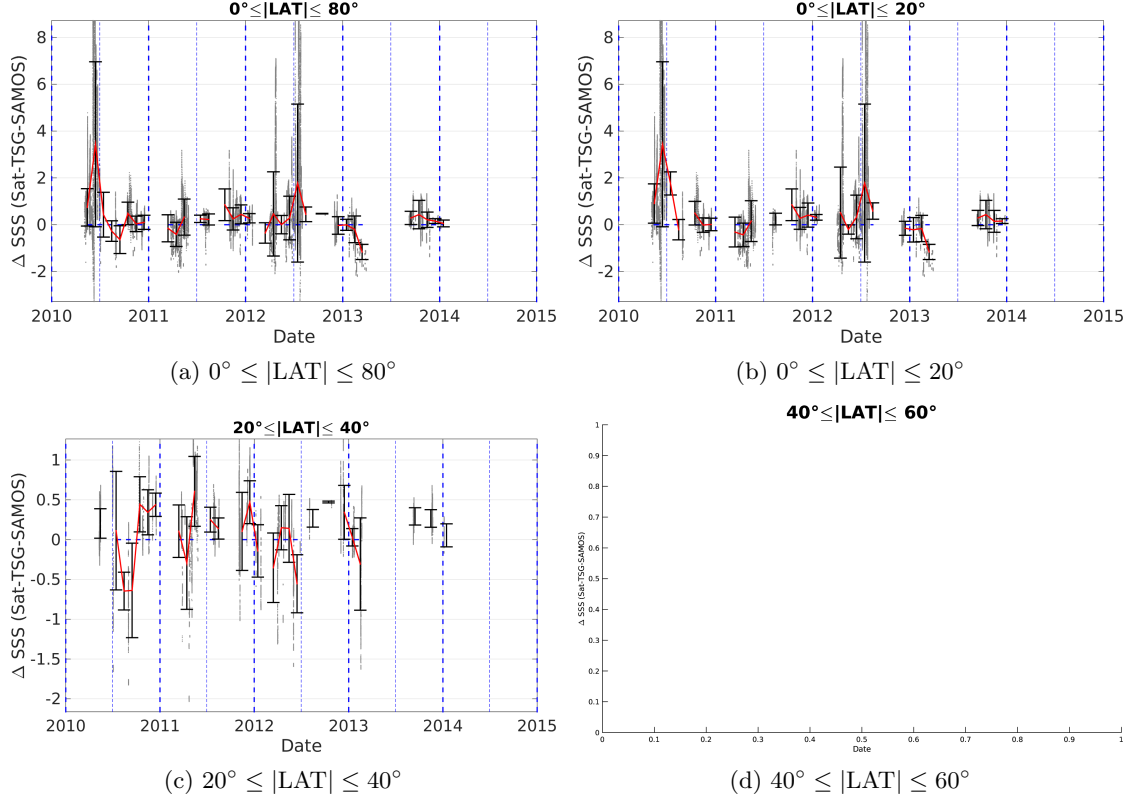 0°≤|LAT|≤ 80°
8
6
4
2
0
-2
Δ SSS (Sat-TSG-SAMOS)
2010 2011 2012 2013 2014 2015
Date
(a) 0° ≤ |LAT| ≤ 80°
0°≤|LAT|≤ 20°
8
6
4
2
0
-2
Δ SSS (Sat-TSG-SAMOS)
2010 2011 2012 2013 2014 2015
Date
(b) 0° ≤ |LAT| ≤ 20°
20°≤|LAT|≤ 40°
1
0.5
0
-0.5
-1
-1.5
-2
Δ SSS (Sat-TSG-SAMOS)
2010 2011 2012 2013 2014 2015
Date
(c) 20° ≤ |LAT| ≤ 40°
40°≤|LAT|≤ 60°
1
0.9
0.8
0.7
0.6
0.5
0.4
0.3
0.2
0.1
0
Δ SSS (Sat-TSG-SAMOS)
0 0.1 0.2 0.3 0.4 0.5 0.6 0.7 0.8 0.9 1
Date
(d) 40° ≤ |LAT| ≤ 60°